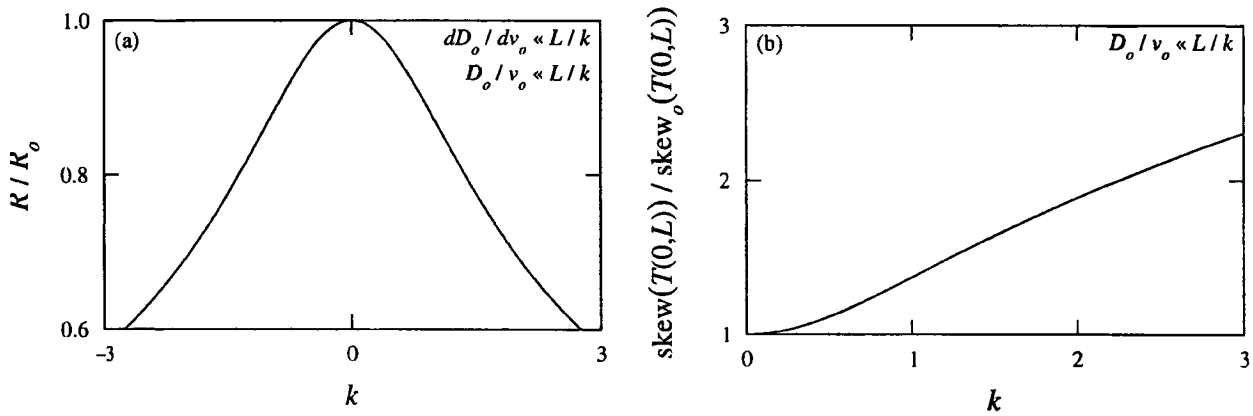 (a)
dD_o / dv_o « L / k
D_o / v_o « L / k
1.0
0.8
0.6
R / R_o
-3
0
3
k
(b)
D_o / v_o « L / k
3
2
1
skew(T(0,L)) / skew_o(T(0,L))
0
1
2
3
k